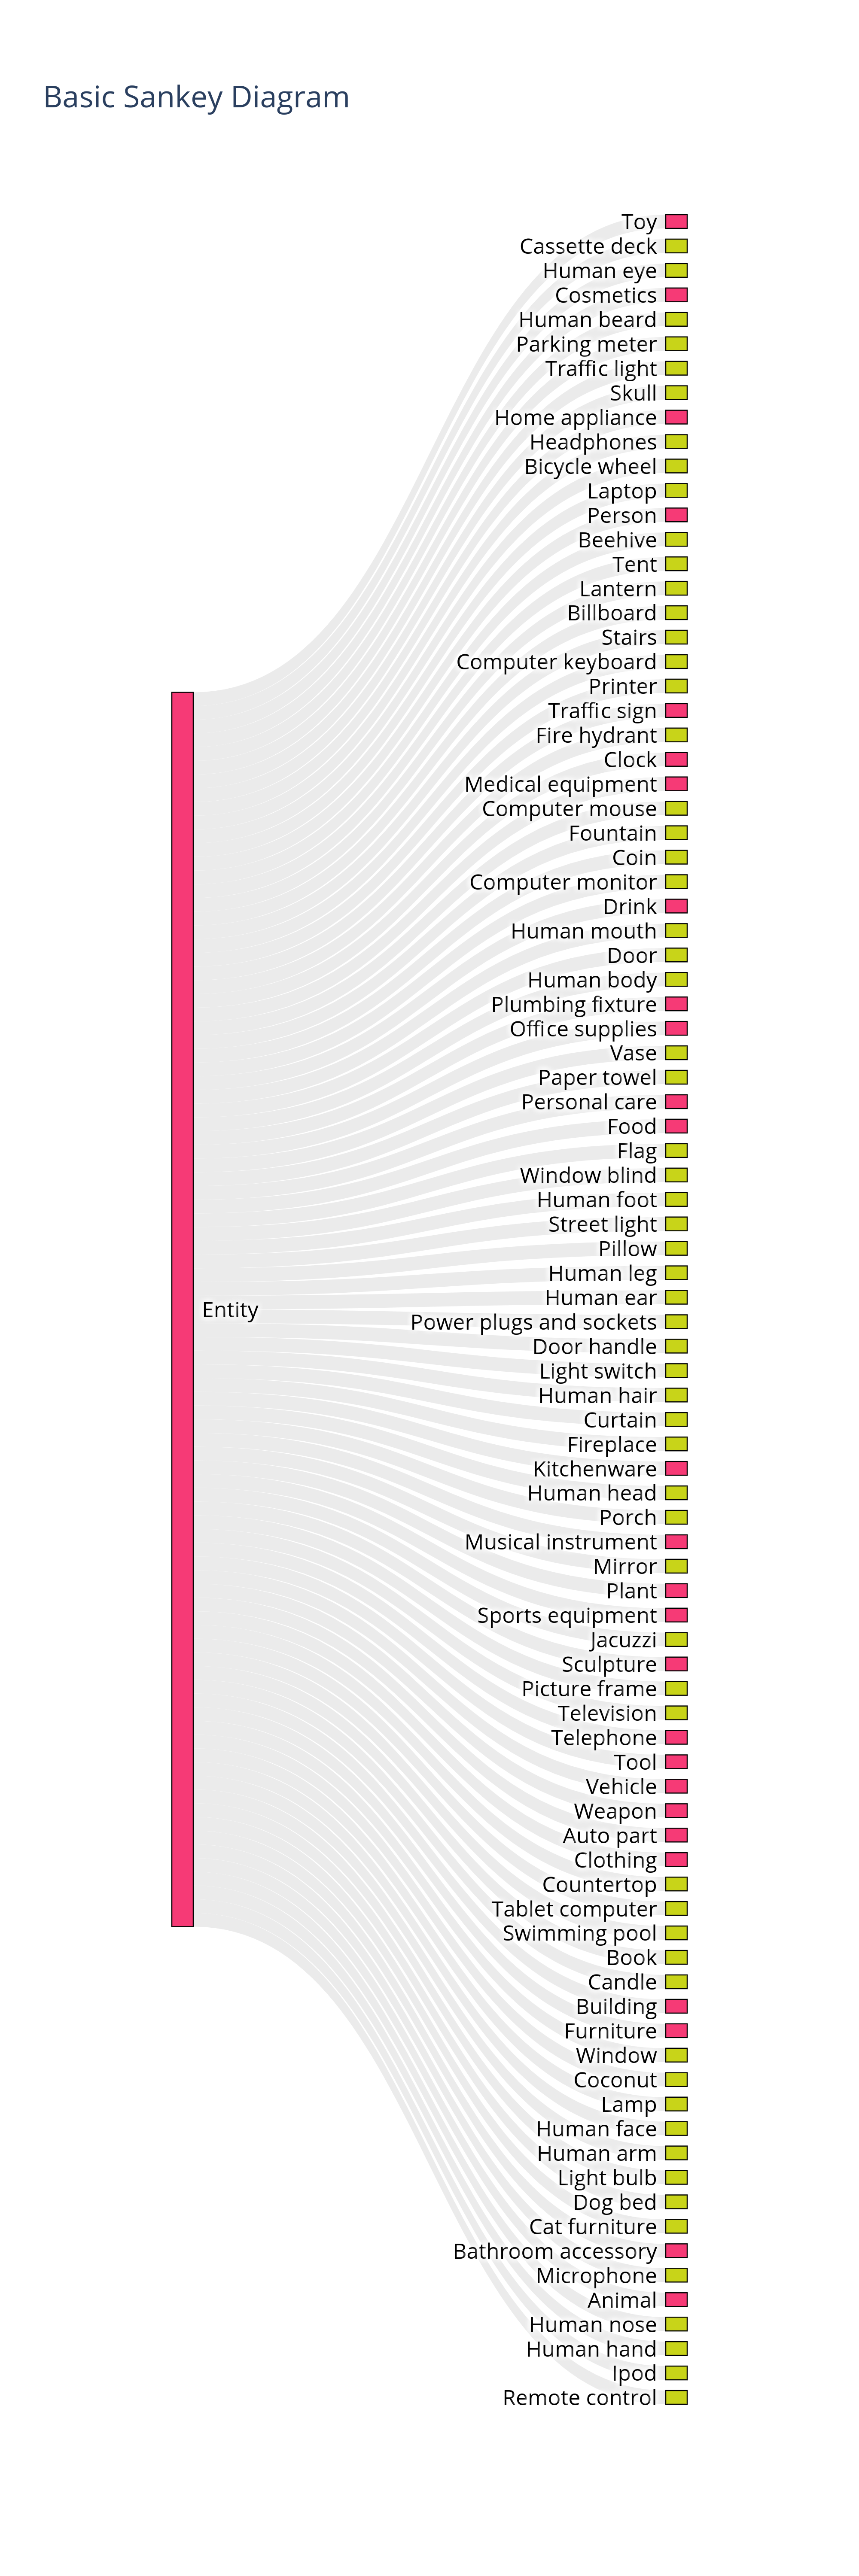 Basic Sankey Diagram
Toy
Cassette deck
Human eye
Cosmetics
Human beard
Parking meter
Traffic light
Skull
Home appliance
Headphones
Bicycle wheel
Laptop
Person
Beehive
Tent
Lantern
Billboard
Stairs
Computer keyboard
Printer
Traffic sign
Fire hydrant
Clock
Medical equipment
Computer mouse
Fountain
Coin
Computer monitor
Drink
Human mouth
Door
Human body
Plumbing fixture
Office supplies
Vase
Paper towel
Personal care
Food
Flag
Window blind
Human foot
Street light
Pillow
Human leg
Human ear
Entity
Power plugs and sockets
Door handle
Light switch
Human hair
Curtain
Fireplace
Kitchenware
Human head
Porch
Musical instrument
Mirror
Plant
Sports equipment
Jacuzzi
Sculpture
Picture frame
Television
Telephone
Tool
Vehicle
Weapon
Auto part
Clothing
Countertop
Tablet computer
Swimming pool
Book
Candle
Building
Furniture
Window
Coconut
Lamp
Human face
Human arm
Light bulb
Dog bed
Cat furniture
Bathroom accessory
Microphone
Animal
Human nose
Human hand
Ipod
Remote control